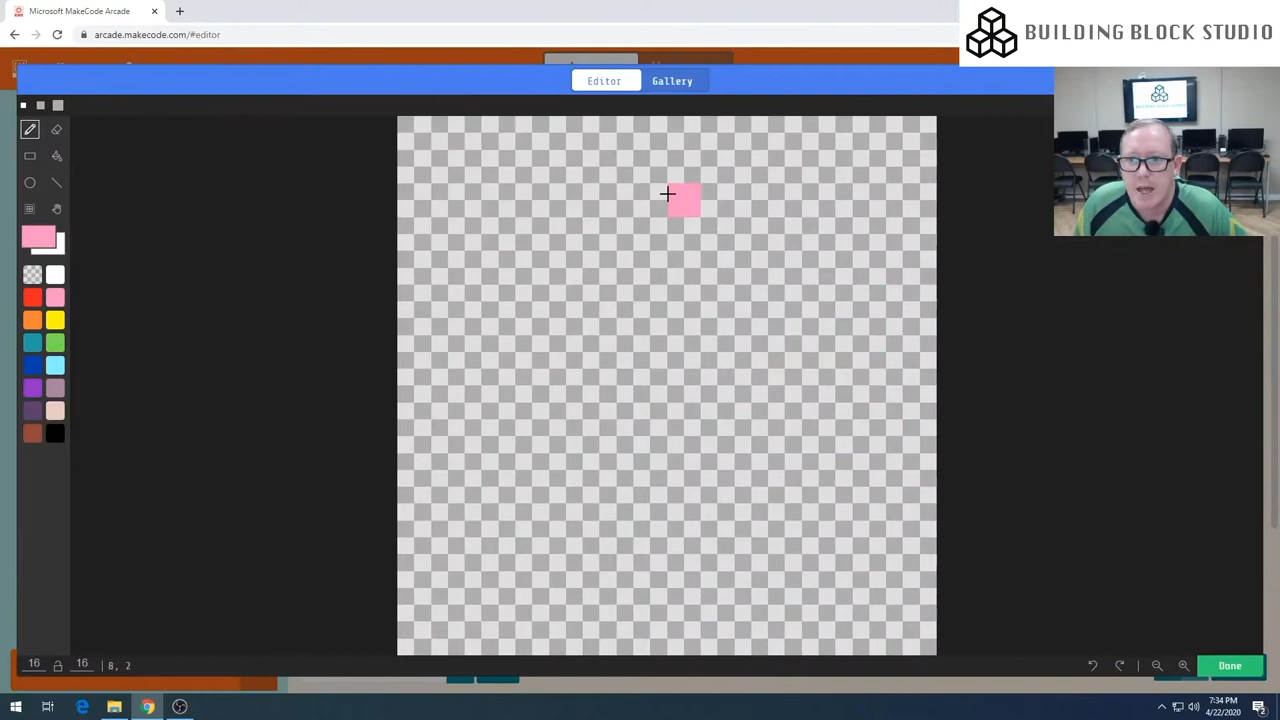 Microsoft MakeCode Arcade
arcade.makecode.com/#editor
BUILDING BLOCK STUDIO
Editor
Gallery
16
16
8, 2
Done
7:34 PM
4/22/2020
2